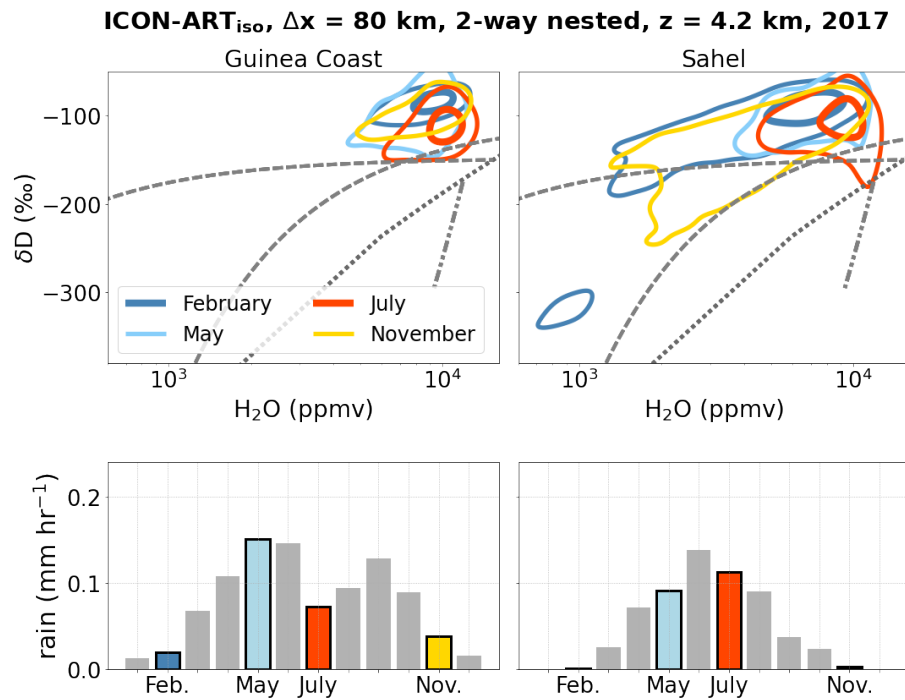 ICON-ART_iso, Δx = 80 km, 2-way nested, z = 4.2 km, 2017
Guinea Coast
Sahel
−100
−200
−300
δD (‰)
February
May
July
November
10³
10⁴
10³
10⁴
H₂O (ppmv)
H₂O (ppmv)
0.2
0.1
0.0
rain (mm hr⁻¹)
Feb.
May
July
Nov.
Feb.
May
July
Nov.